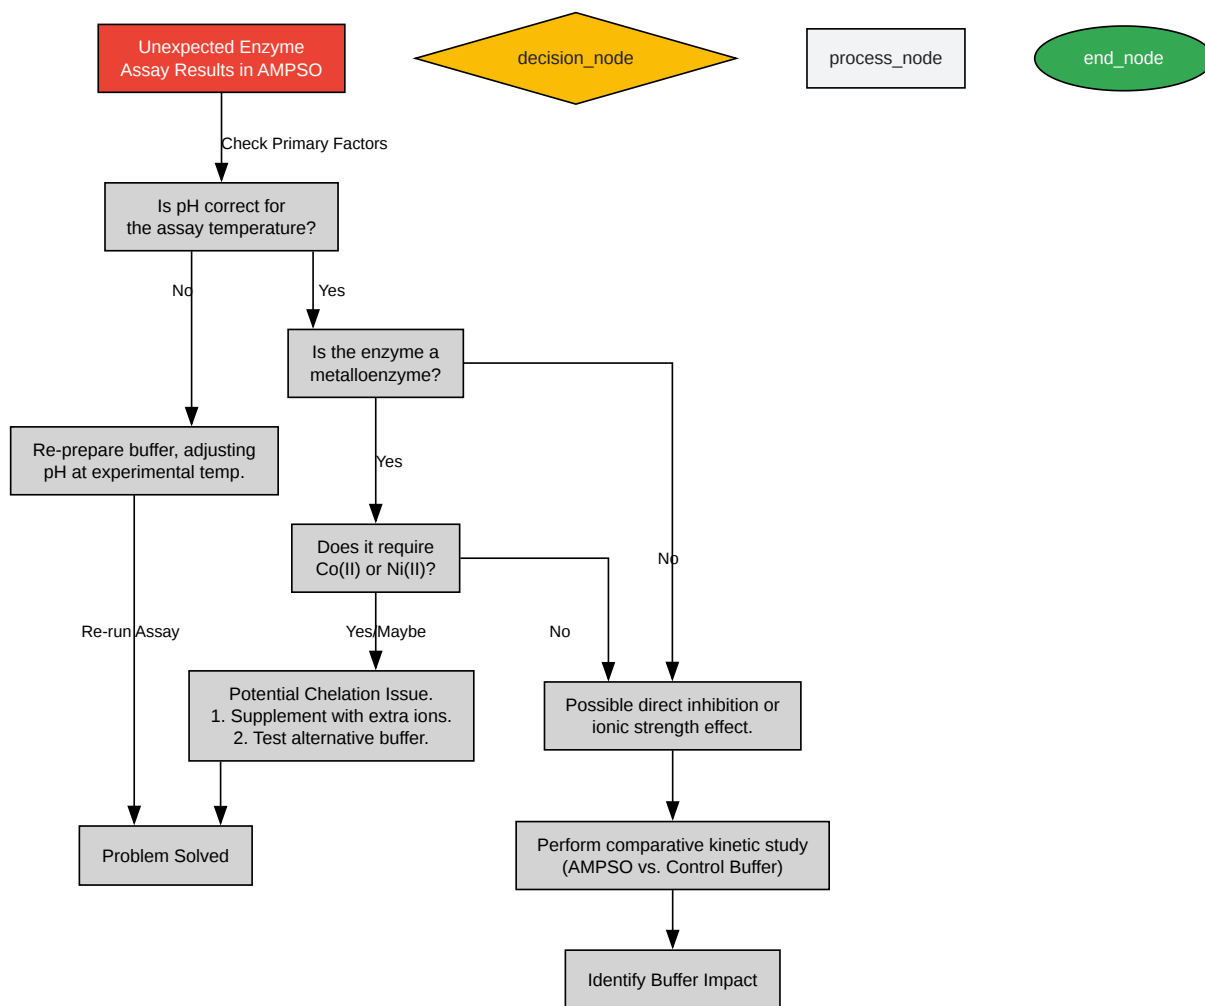 Unexpected Enzyme
Assay Results in AMPSO
decision_node
process_node
end_node
Check Primary Factors
Is pH correct for
the assay temperature?
No
Yes
Is the enzyme a
metalloenzyme?
Re-prepare buffer, adjusting
pH at experimental temp.
Yes
Does it require
Co(II) or Ni(II)?
No
Re-run Assay
Yes/Maybe
No
Potential Chelation Issue.
1. Supplement with extra ions.
2. Test alternative buffer.
Possible direct inhibition or
ionic strength effect.
Problem Solved
Perform comparative kinetic study
(AMPSO vs. Control Buffer)
Identify Buffer Impact